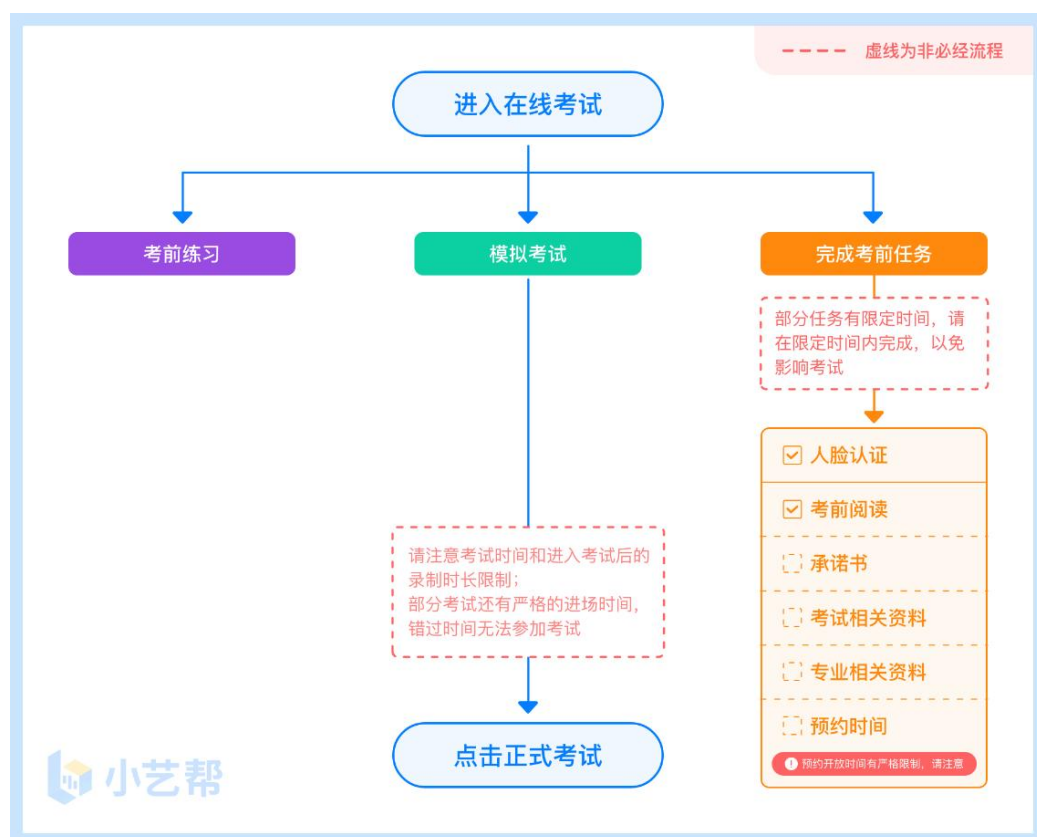 虚线为非必经流程
进入在线考试
考前练习
模拟考试
完成考前任务
部分任务有限定时间，请
在限定时间内完成，以免
影响考试
人脸认证
考前阅读
承诺书
考试相关资料
专业相关资料
预约时间
预约开放时间有严格限制，请注意
请注意考试时间和进入考试后的
录制时长限制；
部分考试还有严格的进场时间，
错过时间无法参加考试
点击正式考试
小艺帮